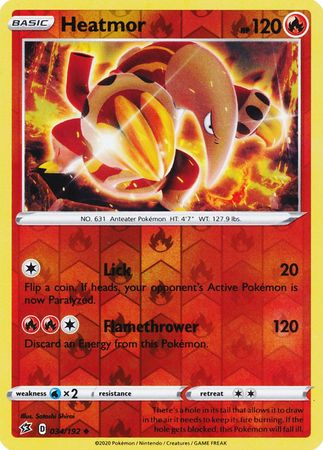 BASIC
Heatmor
HP 120
NO. 631 Anteater Pokémon HT: 4'7" WT: 127.9 lbs.
Lick 20
Flip a coin. If heads, your opponent's Active Pokémon is
now Paralyzed.
Flamethrower 120
Discard an Energy from this Pokémon.
weakness ×2 resistance retreat
Illus. Satoshi Shirai
D 034/192
There's a hole in its tail that allows it to draw
in the air it needs to keep its fire burning. If
the hole gets blocked, this Pokémon will fall ill.
©2020 Pokémon / Nintendo / Creatures / GAME FREAK